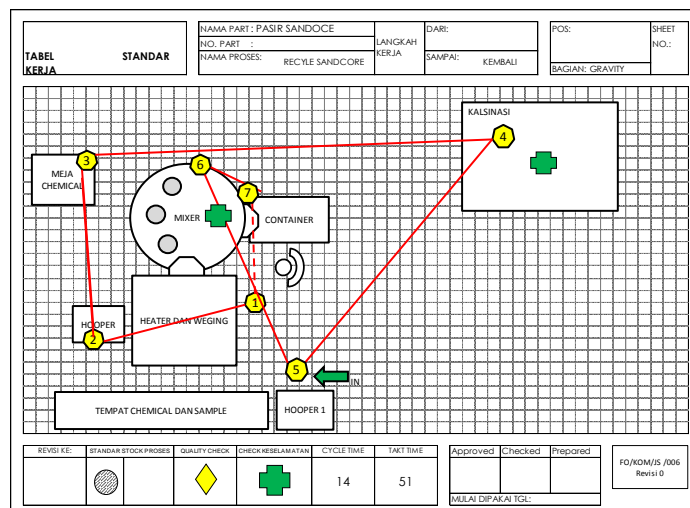 TABEL STANDAR
KERJA
NAMA PART : PASIR SANDOCE
NO. PART :
NAMA PROSES: RECYLE SANDCORE
LANGKAH
KERJA
DARI:
SAMPAI: KEMBALI
POS:
BAGIAN: GRAVITY
SHEET
NO.:
KALSINASI
4
3
MEJA
CHEMICAL
6
7
MIXER
CONTAINER
1
HOOPER
2
HEATER DAN WEGING
5
IN
TEMPAT CHEMICAL DAN SAMPLE
HOOPER 1
REVISI KE:
STANDAR STOCK PROSES
QUALITY CHECK
CHECK KESELAMATAN
CYCLE TIME
TAKT TIME
14
51
Approved
Checked
Prepared
MULAI DIPAKAI TGL:
FO/KOM/JS /006
Revisi 0